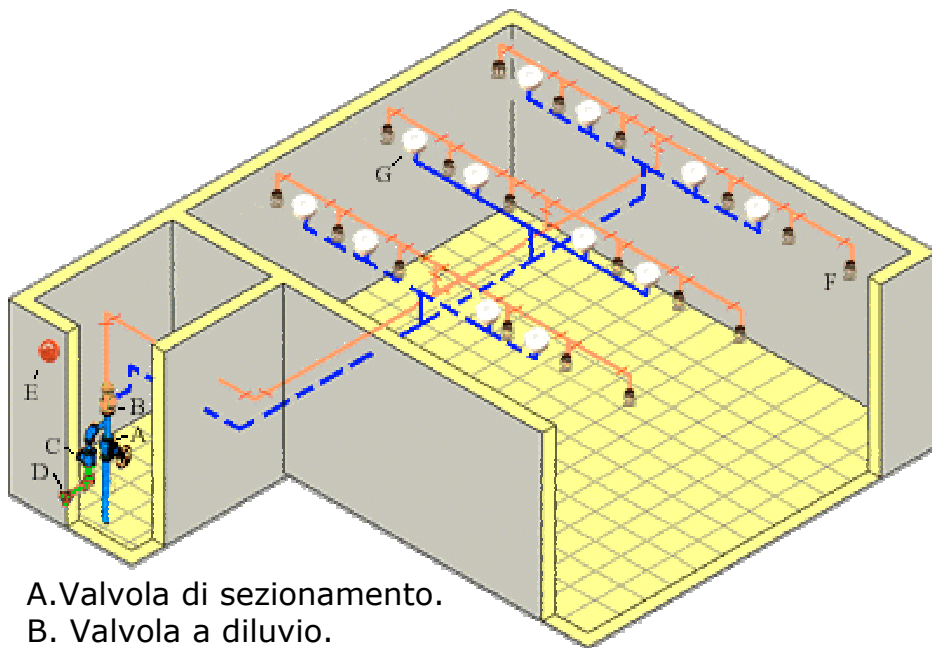 G
F
E
B
A
C
D
A.Valvola di sezionamento.
B. Valvola a diluvio.